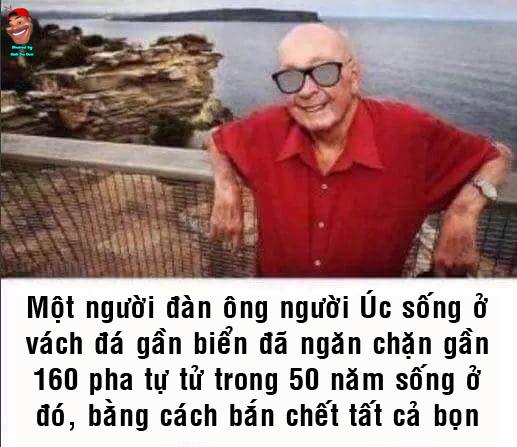 Một người đàn ông người Úc sống ở
vách đá gần biển đã ngăn chặn gần
160 pha tự tử trong 50 năm sống ở
đó, bằng cách bắn chết tất cả bọn